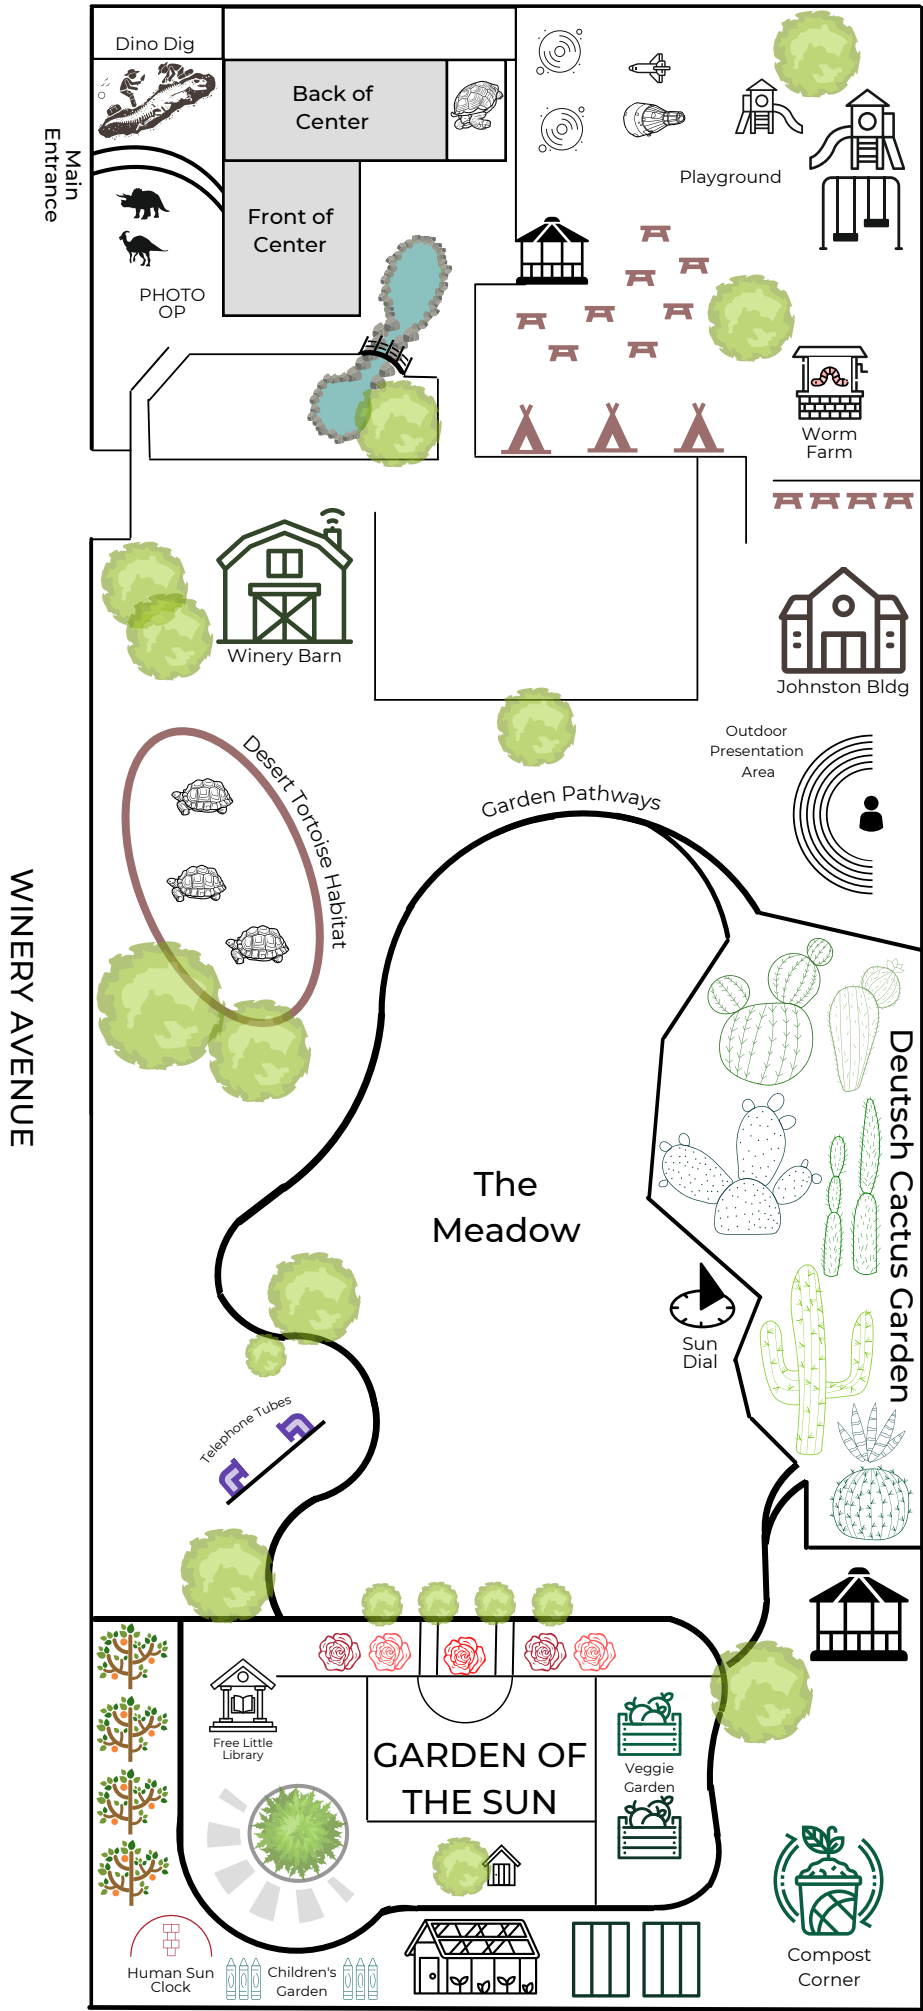 Dino Dig
Back of
Center
Main
Entrance
Front of
Center
Playground
PHOTO
OP
Worm
Farm
Winery Barn
Johnston Bldg
Outdoor
Presentation
Area
Desert Tortoise Habitat
Garden Pathways
WINERY AVENUE
Deutsch Cactus Garden
The
Meadow
Sun
Dial
Telephone Tubes
Free Little
Library
GARDEN OF
THE SUN
Veggie
Garden
Compost
Corner
Human Sun
Clock
Children's
Garden